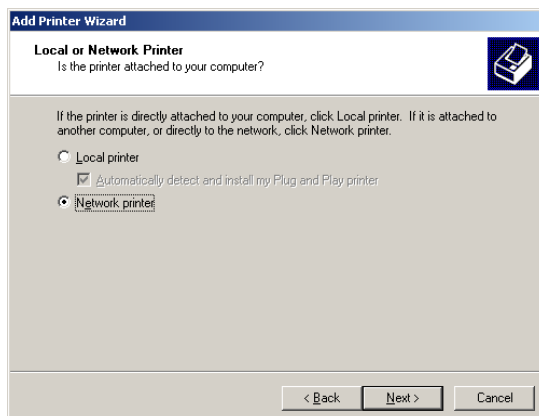 Add Printer Wizard
Local or Network Printer
Is the printer attached to your computer?
If the printer is directly attached to your computer, click Local printer. If it is attached to
another computer, or directly to the network, click Network printer.
Local printer
Automatically detect and install my Plug and Play printer
Network printer
< Back
Next >
Cancel